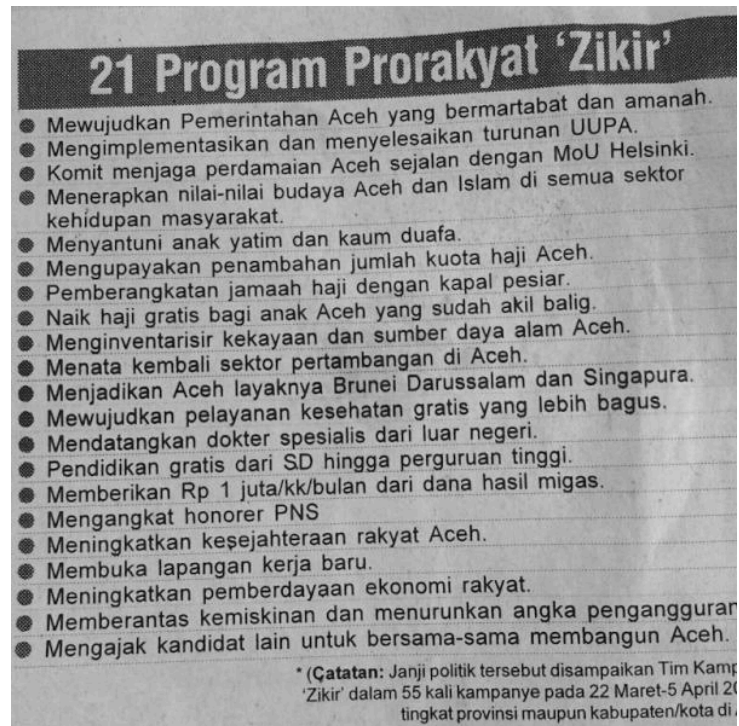 21 Program Prorakyat ‘Zikir’
● Mewujudkan Pemerintahan Aceh yang bermartabat dan amanah.
● Mengimplementasikan dan menyelesaikan turunan UUPA.
● Komit menjaga perdamaian Aceh sejalan dengan MoU Helsinki.
● Menerapkan nilai-nilai budaya Aceh dan Islam di semua sektor
kehidupan masyarakat.
● Menyantuni anak yatim dan kaum duafa.
● Mengupayakan penambahan jumlah kuota haji Aceh.
● Pemberangkatan jamaah haji dengan kapal pesiar.
● Naik haji gratis bagi anak Aceh yang sudah akil balig.
● Menginventarisir kekayaan dan sumber daya alam Aceh.
● Menata kembali sektor pertambangan di Aceh.
● Menjadikan Aceh layaknya Brunei Darussalam dan Singapura.
● Mewujudkan pelayanan kesehatan gratis yang lebih bagus.
● Mendatangkan dokter spesialis dari luar negeri.
● Pendidikan gratis dari SD hingga perguruan tinggi.
● Memberikan Rp 1 juta/kk/bulan dari dana hasil migas.
● Mengangkat honorer PNS
● Meningkatkan kesejahteraan rakyat Aceh.
● Membuka lapangan kerja baru.
● Meningkatkan pemberdayaan ekonomi rakyat.
● Memberantas kemiskinan dan menurunkan angka pengangguran
● Mengajak kandidat lain untuk bersama-sama membangun Aceh.
* (Catatan: Janji politik tersebut disampaikan Tim Kamp
‘Zikir’ dalam 55 kali kampanye pada 22 Maret-5 April 20
tingkat provinsi maupun kabupaten/kota di